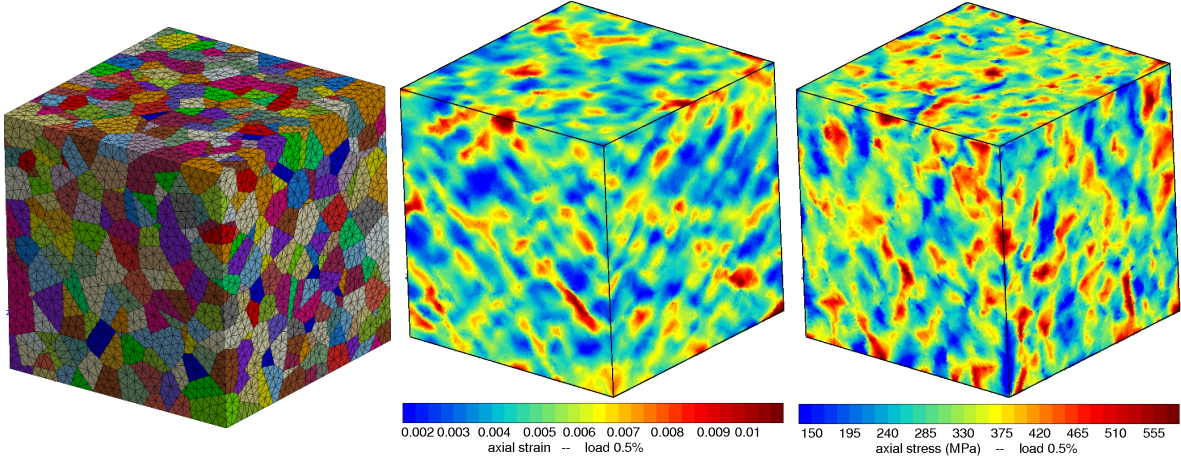 z
0.002 0.003 0.004 0.005 0.006 0.007 0.008 0.009 0.01
axial strain -- load 0.5%
150 195 240 285 330 375 420 465 510 555
axial stress (MPa) -- load 0.5%